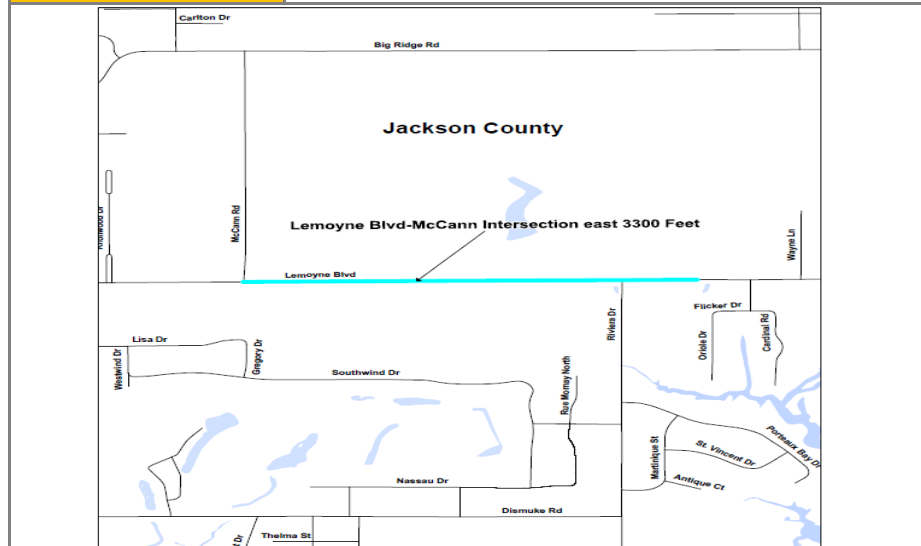 Carlton Dr
Big Ridge Rd
Jackson County
McCann Rd
Lemoyne Blvd-McCann Intersection east 3300 Feet
Wayne Ln
Lemoyne Blvd
Flicker Dr
Riviera Dr
Oriole Dr
Cardinal Rd
Lisa Dr
Westwind Dr
Gregory Dr
Southwind Dr
Rue Mornay North
Martinique St
St. Vincent Dr
Porteaux Bay Dr
Antique Ct
Nassau Dr
Dismuke Rd
Thelma St